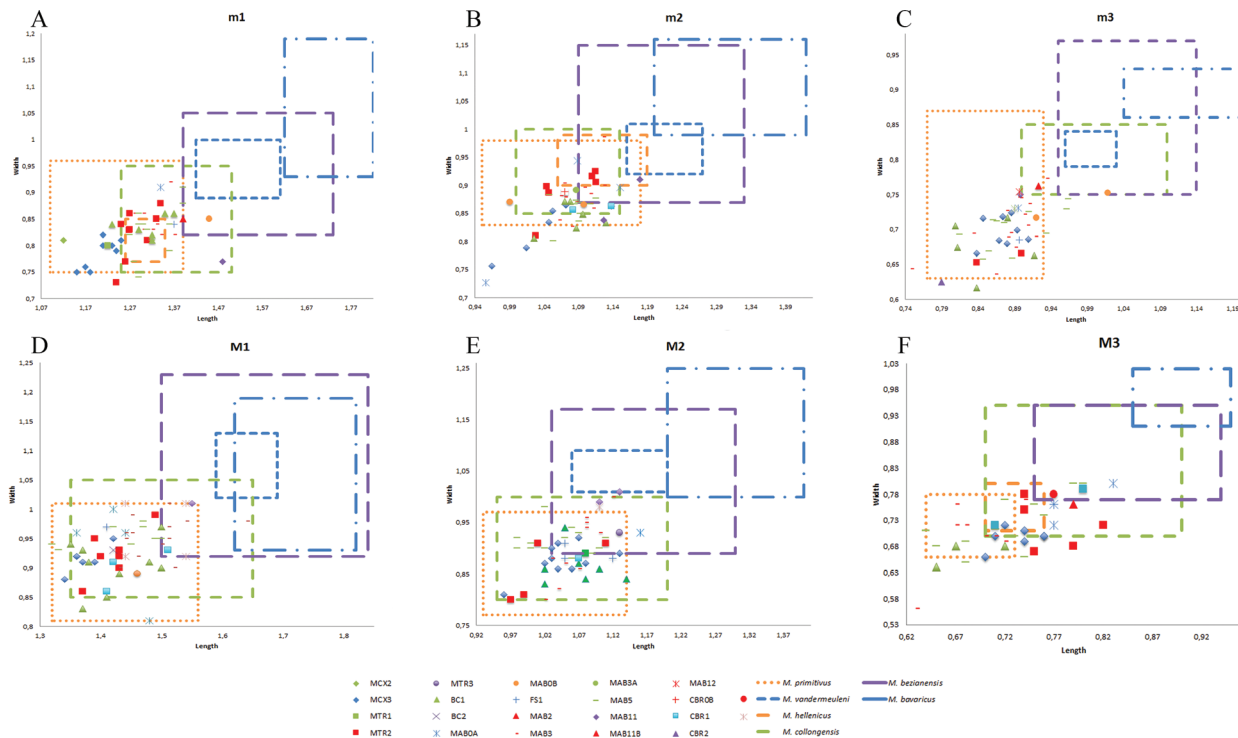 A
m1
Width
1,2
1,15
1,1
1,05
1
0,95
0,9
0,85
0,8
0,75
0,7
1,07 1,17 1,27 1,37 1,47 1,57 1,67 1,77
Length
B
m2
Width
1,15
1,1
1,05
1
0,95
0,9
0,85
0,8
0,75
0,7
0,94 0,99 1,04 1,09 1,14 1,19 1,24 1,29 1,34 1,39
Length
C
m3
Width
0,95
0,9
0,85
0,8
0,75
0,7
0,65
0,6
0,74 0,79 0,84 0,89 0,94 0,99 1,04 1,09 1,14 1,19
Length
D
M1
Width
1,25
1,2
1,15
1,1
1,05
1
0,95
0,9
0,85
0,8
1,3 1,4 1,5 1,6 1,7 1,8
Length
E
M2
Width
1,25
1,15
1,05
0,95
0,85
0,75
0,92 0,97 1,02 1,07 1,12 1,17 1,22 1,27 1,32 1,37
Length
F
M3
Width
1,03
0,98
0,93
0,88
0,83
0,78
0,73
0,68
0,63
0,58
0,53
0,62 0,67 0,72 0,77 0,82 0,87 0,92
Length
MCX2 MTR3 MAB0B MAB3A MAB12 M. primitivus M. bezianensis
MCX3 BC1 FS1 MAB5 CBR0B M. vandermeuleni M. bavaricus
MTR1 BC2 MAB2 MAB11 CBR1 M. hellenicus
MTR2 MAB0A MAB3 MAB11B CBR2 M. collongensis